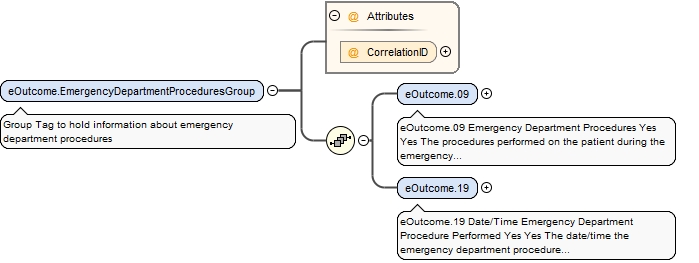 Attributes
@ CorrelationID
eOutcome.EmergencyDepartmentProceduresGroup
Group Tag to hold information about emergency
department procedures
eOutcome.09
eOutcome.09 Emergency Department Procedures Yes
Yes The procedures performed on the patient during the
emergency...
eOutcome.19
eOutcome.19 Date/Time Emergency Department
Procedure Performed Yes Yes The date/time the
emergency department procedure...